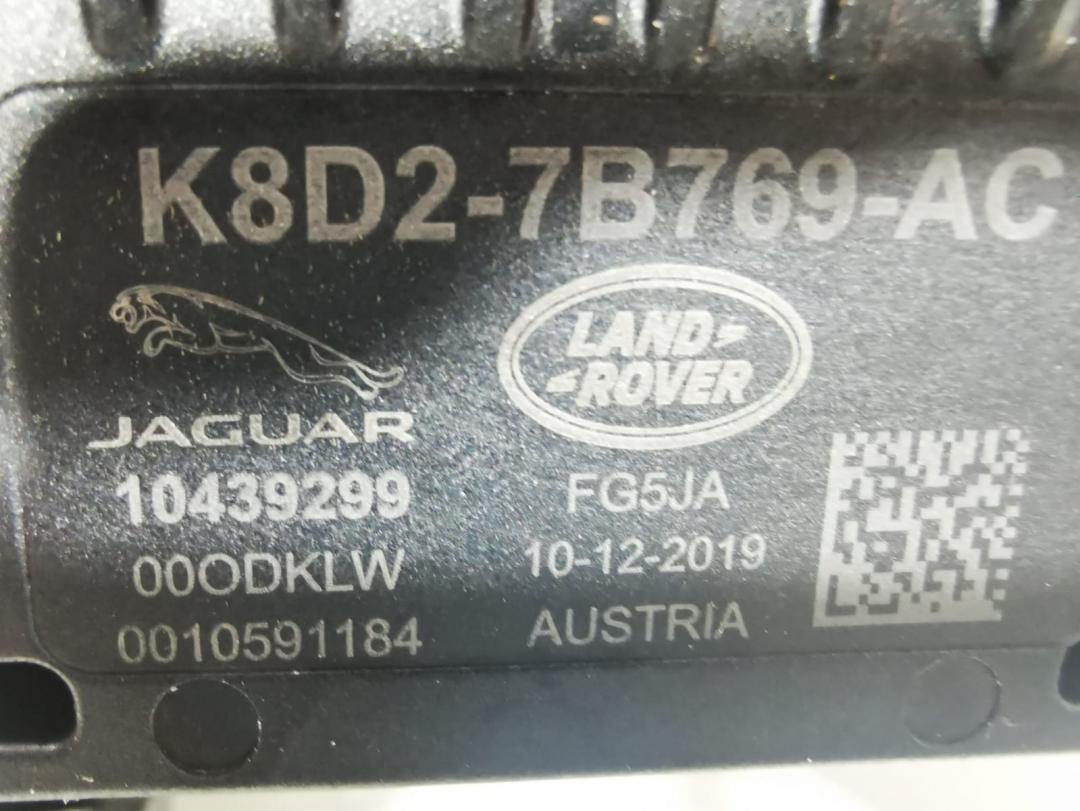 K8D2-7B769-AC
LAND
ROVER
JAGUAR
10439299
FG5JA
00ODKLW
10-12-2019
0010591184
AUSTRIA